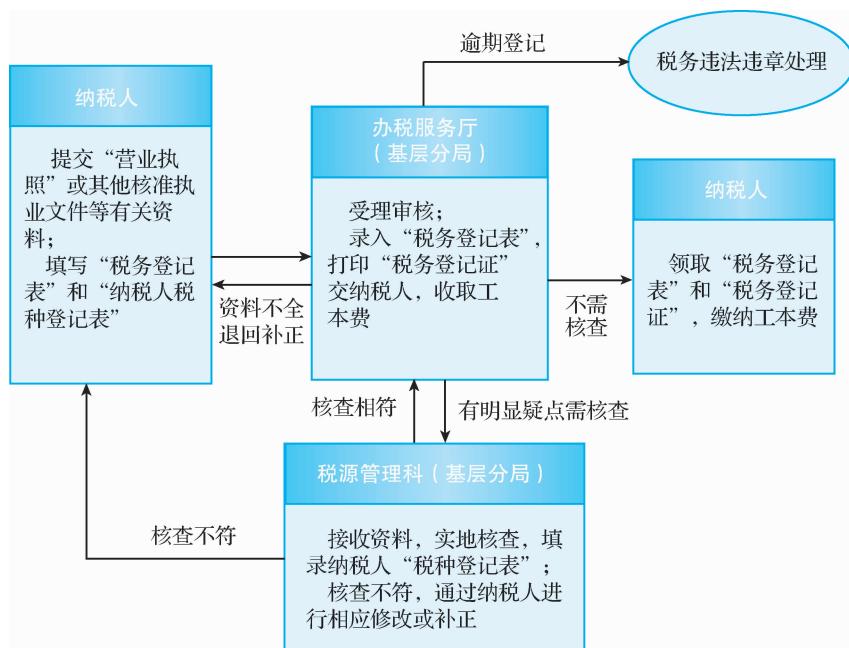 逾期登记
税务违法违章处理
纳税人
提交“营业执
照”或其他核准执
业文件等有关资
料；
填写“税务登记
表”和“纳税人税
种登记表”
办税服务厅
（基层分局）
受理审核；
录入“税务登记表”，
打印“税务登记证”
交纳税人，收取工
本费
纳税人
领取“税务登记
表”和“税务登记
证”，缴纳工本费
资料不全
退回补正
不需
核查
核查相符
有明显疑点需核查
税源管理科（基层分局）
接收资料，实地核查，填
录纳税人“税种登记表”；
核查不符，通过纳税人进
行相应修改或补正
核查不符